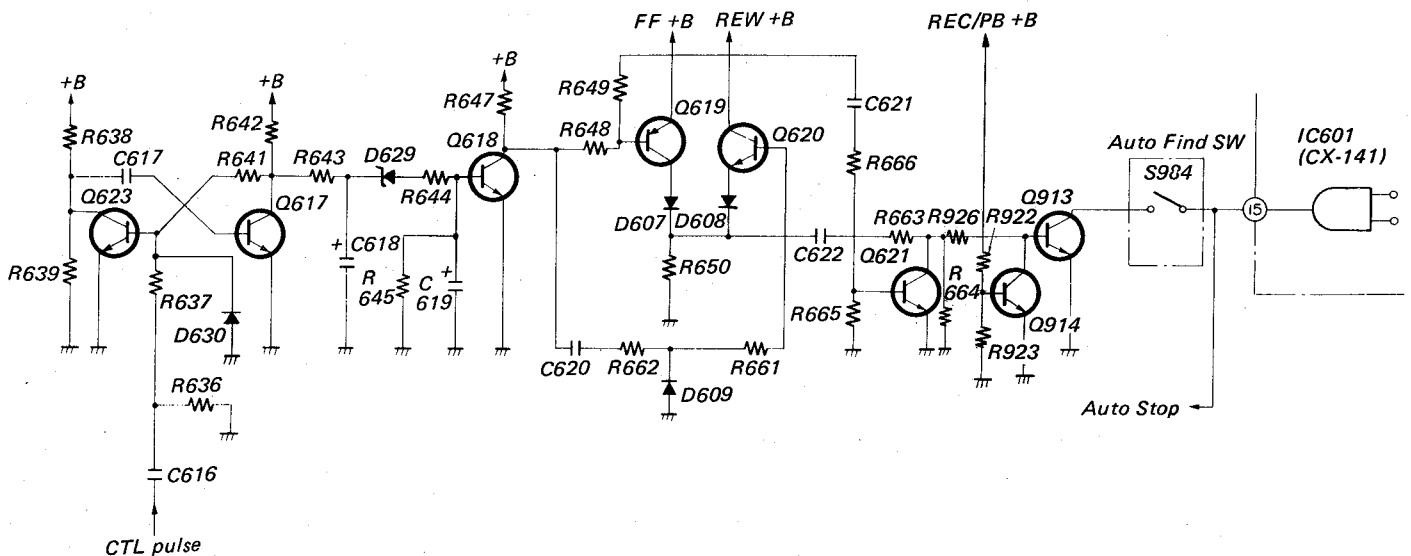 FF +B
REW +B
REC/PB +B
+B
+B
+B
R638
R642
R647
R649
Q619
C621
C617
R641
R643
D629
Q618
R648
Q620
R666
Auto Find SW
S984
IC601
(CX-141)
Q623
Q617
R644
D607
D608
R663
R926
R922
Q913
15
R639
R637
+
C618
R
645
C
619
+
R650
C622
Q621
R
664
R665
Q914
D630
R923
C620
R662
R661
D609
R636
Auto Stop
C616
CTL pulse